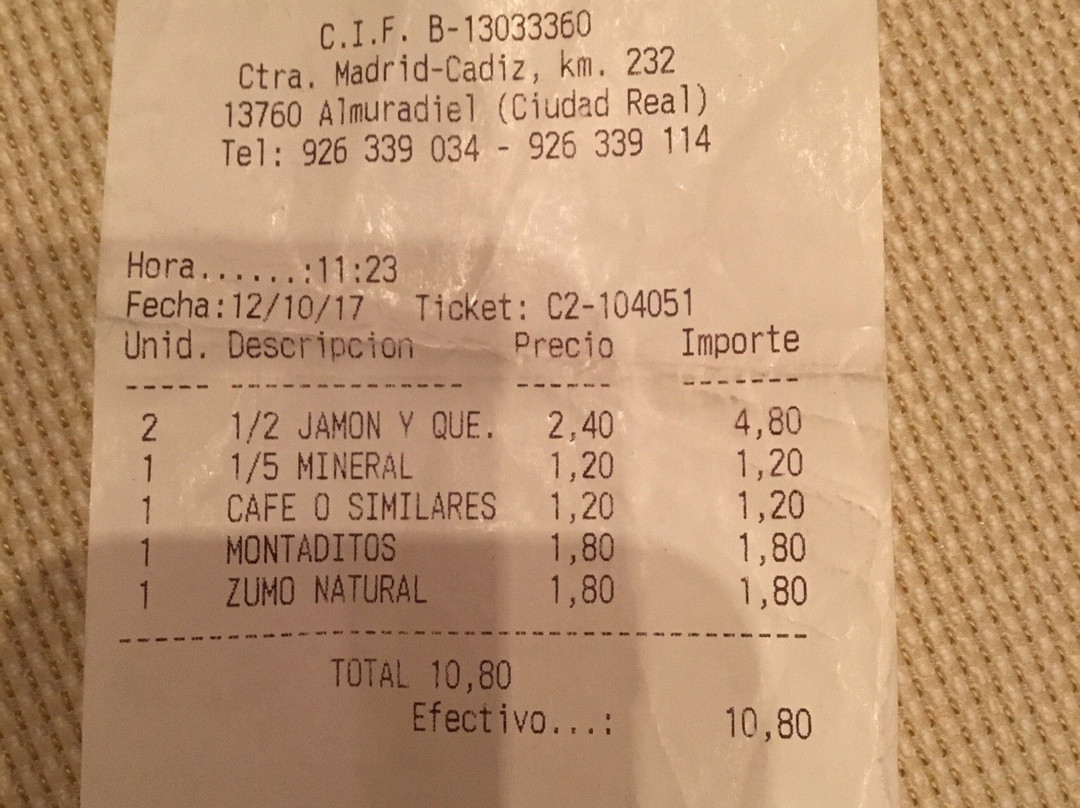 C.I.F. B-13033360
Ctra. Madrid-Cadiz, km. 232
13760 Almuradiel (Ciudad Real)
Tel: 926 339 034 - 926 339 114
Hora......:11:23
Fecha:12/10/17 Ticket: C2-104051
Unid. Descripcion Precio Importe
----- -------------- ------ -------
2 1/2 JAMON Y QUE. 2,40 4,80
1 1/5 MINERAL 1,20 1,20
1 CAFE O SIMILARES 1,20 1,20
1 MONTADITOS 1,80 1,80
1 ZUMO NATURAL 1,80 1,80
-----------------------------------------
TOTAL 10,80
Efectivo...: 10,80